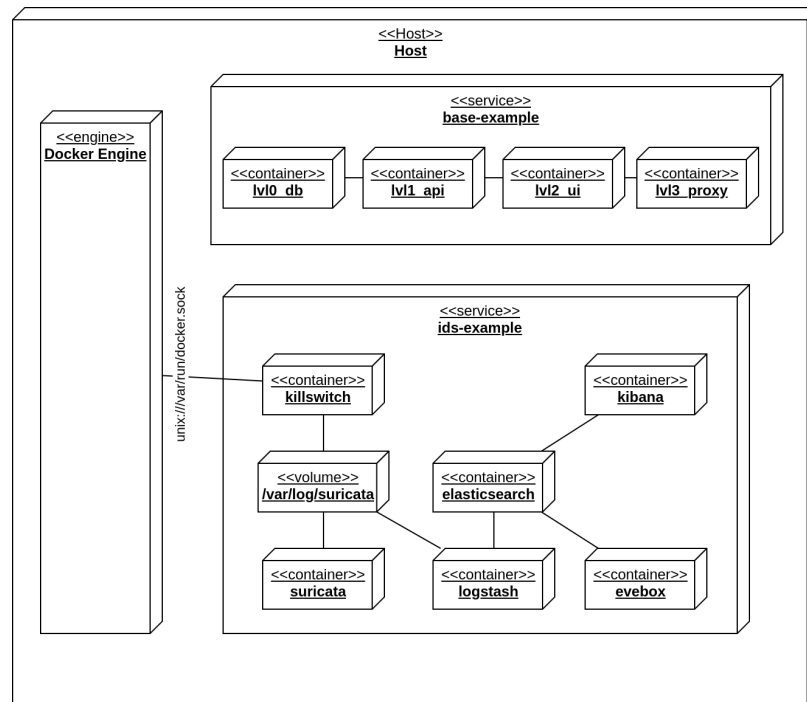 <<Host>>
Host
<<engine>>
Docker Engine
unix:///var/run/docker.sock
<<service>>
base-example
<<container>>
lvl0_db
<<container>>
lvl1_api
<<container>>
lvl2_ui
<<container>>
lvl3_proxy
<<service>>
ids-example
<<container>>
killswitch
<<container>>
kibana
<<volume>>
/var/log/suricata
<<container>>
elasticsearch
<<container>>
suricata
<<container>>
logstash
<<container>>
evebox